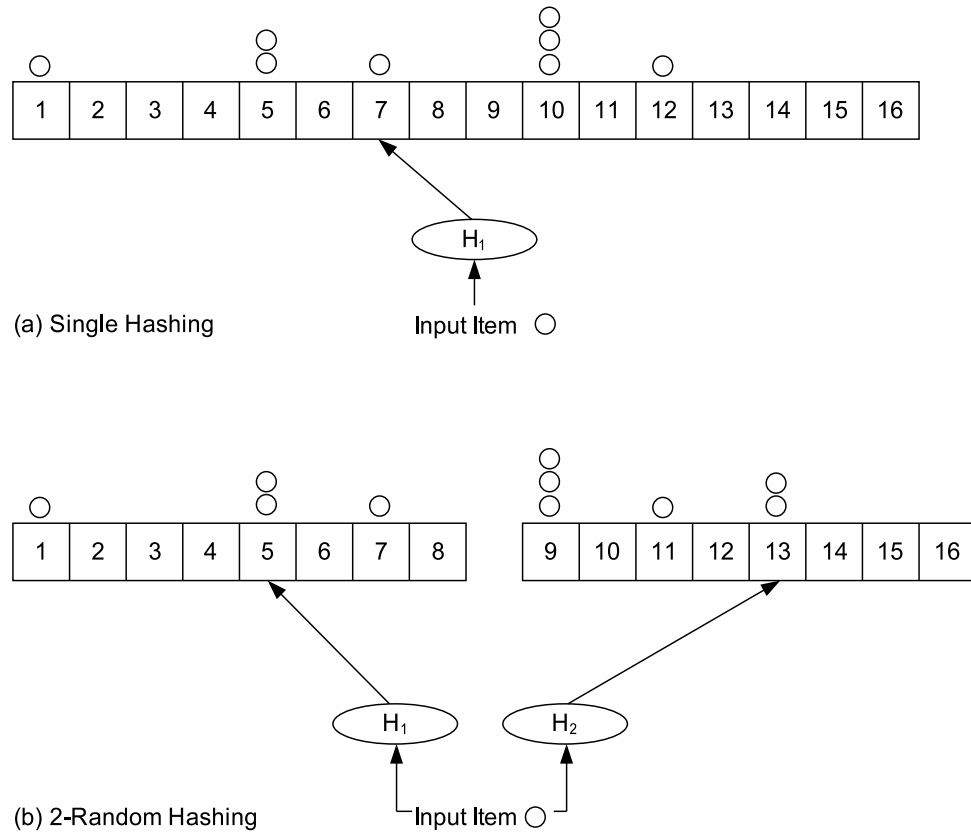 1 2 3 4 5 6 7 8 9 10 11 12 13 14 15 16
H₁
(a) Single Hashing Input Item
1 2 3 4 5 6 7 8 9 10 11 12 13 14 15 16
H₁ H₂
(b) 2-Random Hashing Input Item